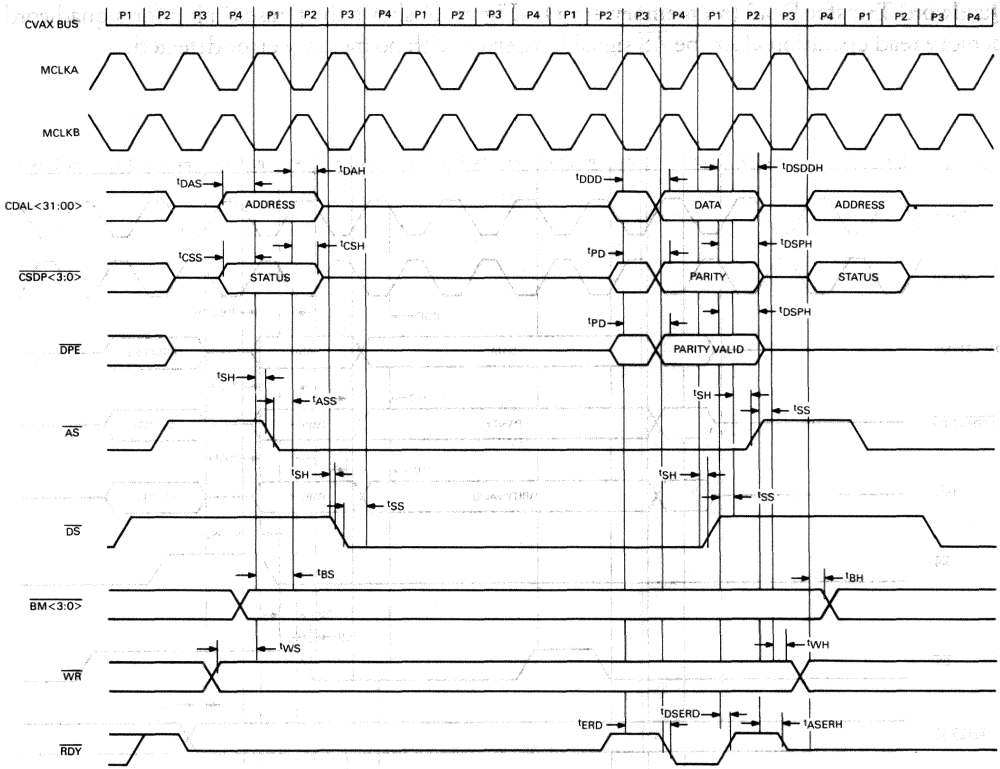 CVAX BUS P1 P2 P3 P4 P1 P2 P3 P4 P1 P2 P3 P4 P1 P2 P3 P4 P1 P2 P3 P4 P1 P2 P3 P4
MCLKA
MCLKB
tDAS tDAH tDDD tDSDDH
CDAL<31:00> ADDRESS DATA ADDRESS
tCSS tCSH tPD tDSPH
CSDP<3:0> STATUS PARITY STATUS
tPD tDSPH
DPE PARITY VALID
tSH tASS tSH tSS
AS
tSH tSS tSH tSS
DS
tBS tBH
BM<3:0>
tWS tWH
WR
tERD tDSERD tASERH
RDY